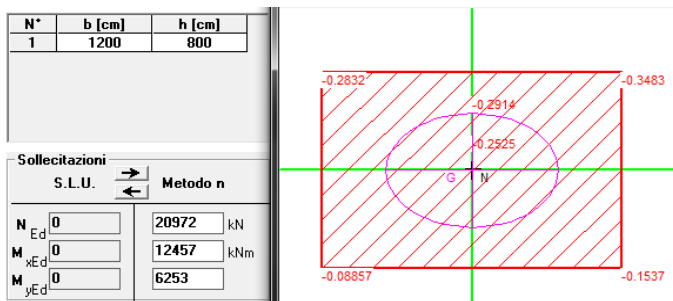 N° b [cm] h [cm]
1 1200 800
Sollecitazioni
S.L.U. Metodo n
N Ed 0 20972 kN
M xEd 0 12457 kNm
M yEd 0 6253
-0.2832 -0.3483
-0.2914
-0.2525
G N
-0.08857 -0.1537